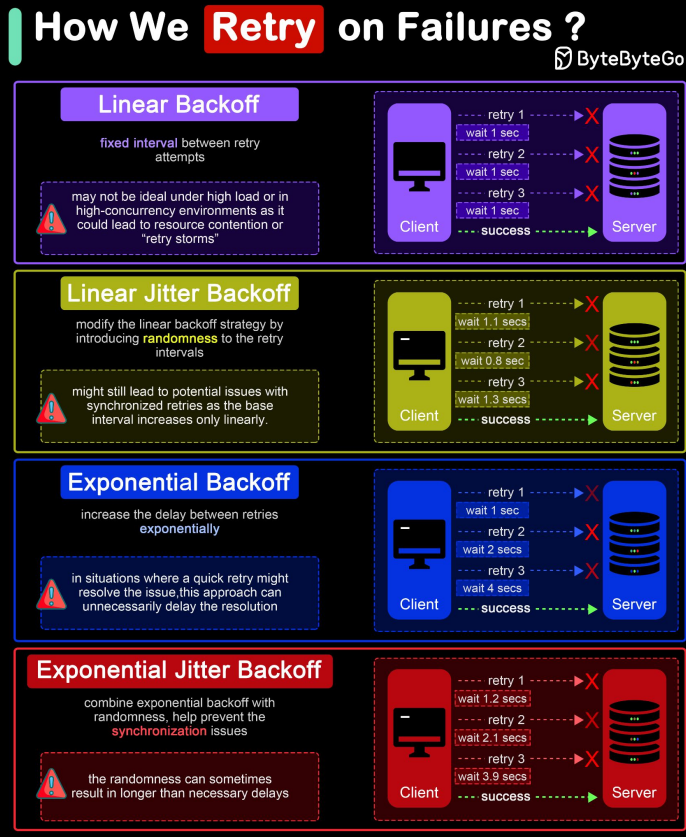 How We Retry on Failures ?
ByteByteGo
Linear Backoff
fixed interval between retry
attempts
may not be ideal under high load or in
high-concurrency environments as it
could lead to resource contention or
“retry storms”
Client
retry 1
wait 1 sec
retry 2
wait 1 sec
retry 3
wait 1 sec
success
Server
Linear Jitter Backoff
modify the linear backoff strategy by
introducing randomness to the retry
intervals
might still lead to potential issues with
synchronized retries as the base
interval increases only linearly.
Client
retry 1
wait 1.1 secs
retry 2
wait 0.8 sec
retry 3
wait 1.3 secs
success
Server
Exponential Backoff
increase the delay between retries
exponentially
in situations where a quick retry might
resolve the issue,this approach can
unnecessarily delay the resolution
Client
retry 1
wait 1 sec
retry 2
wait 2 secs
retry 3
wait 4 secs
success
Server
Exponential Jitter Backoff
combine exponential backoff with
randomness, help prevent the
synchronization issues
the randomness can sometimes
result in longer than necessary delays
Client
retry 1
wait 1.2 secs
retry 2
wait 2.1 secs
retry 3
wait 3.9 secs
success
Server